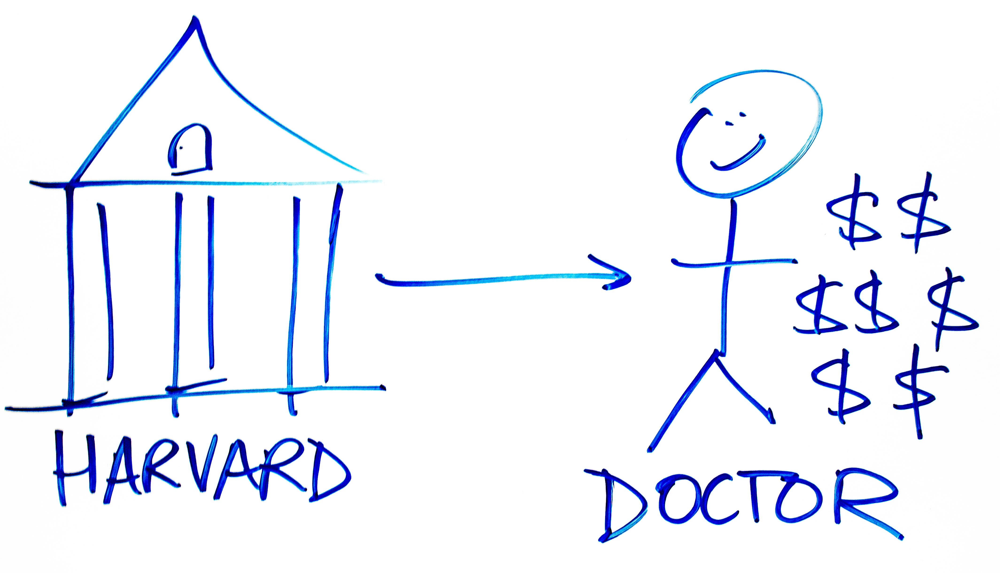 $ $
$ $ $
$ $
HARVARD
DOCTOR